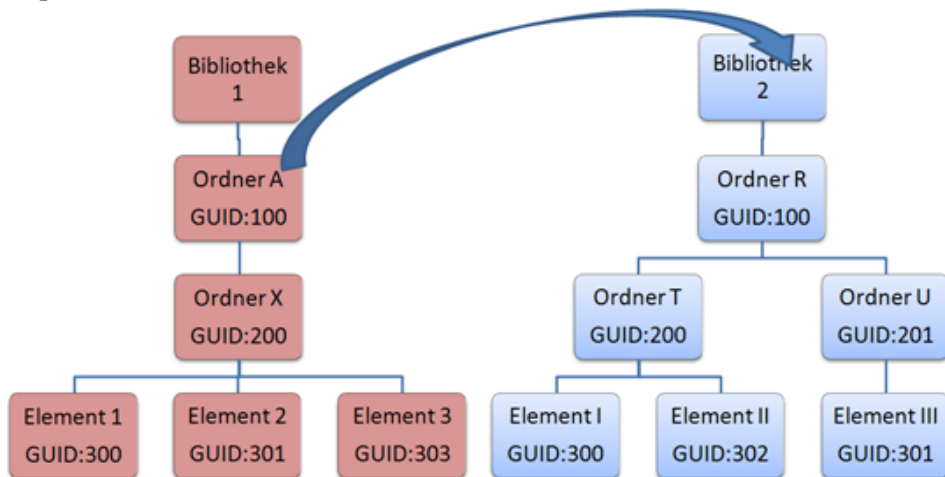 Bibliothek
1
Ordner A
GUID:100
Ordner X
GUID:200
Element 1
GUID:300
Element 2
GUID:301
Element 3
GUID:303
Bibliothek
2
Ordner R
GUID:100
Ordner T
GUID:200
Ordner U
GUID:201
Element I
GUID:300
Element II
GUID:302
Element III
GUID:301